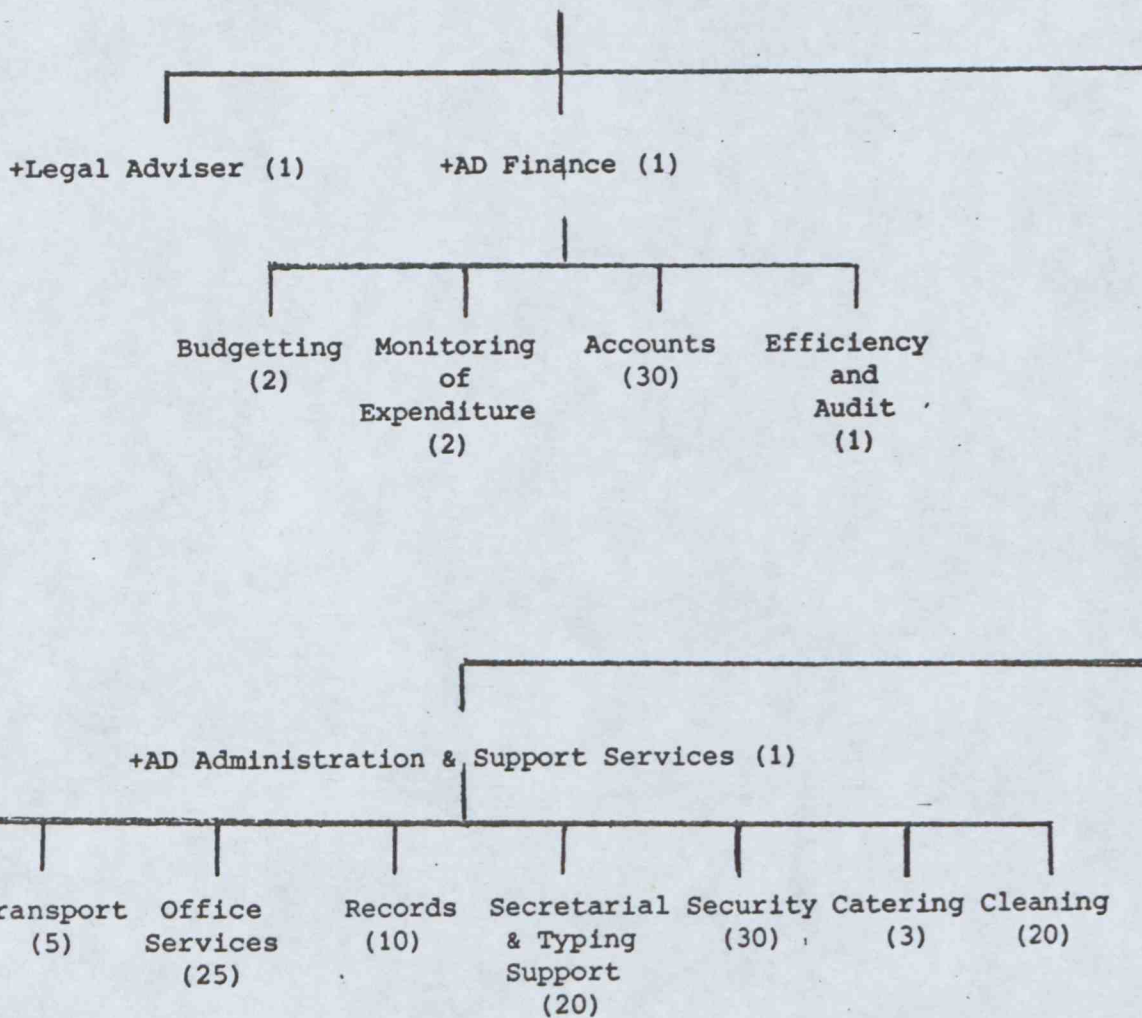 +Legal Adviser (1) +AD Finance (1)
Budgetting Monitoring Accounts Efficiency
(2) of (30) and
Expenditure Audit
(2) (1)
+AD Administration & Support Services (1)
ransport Office Records Secretarial Security Catering Cleaning
(5) Services (10) & Typing (30) (3) (20)
(25) Support
(20)